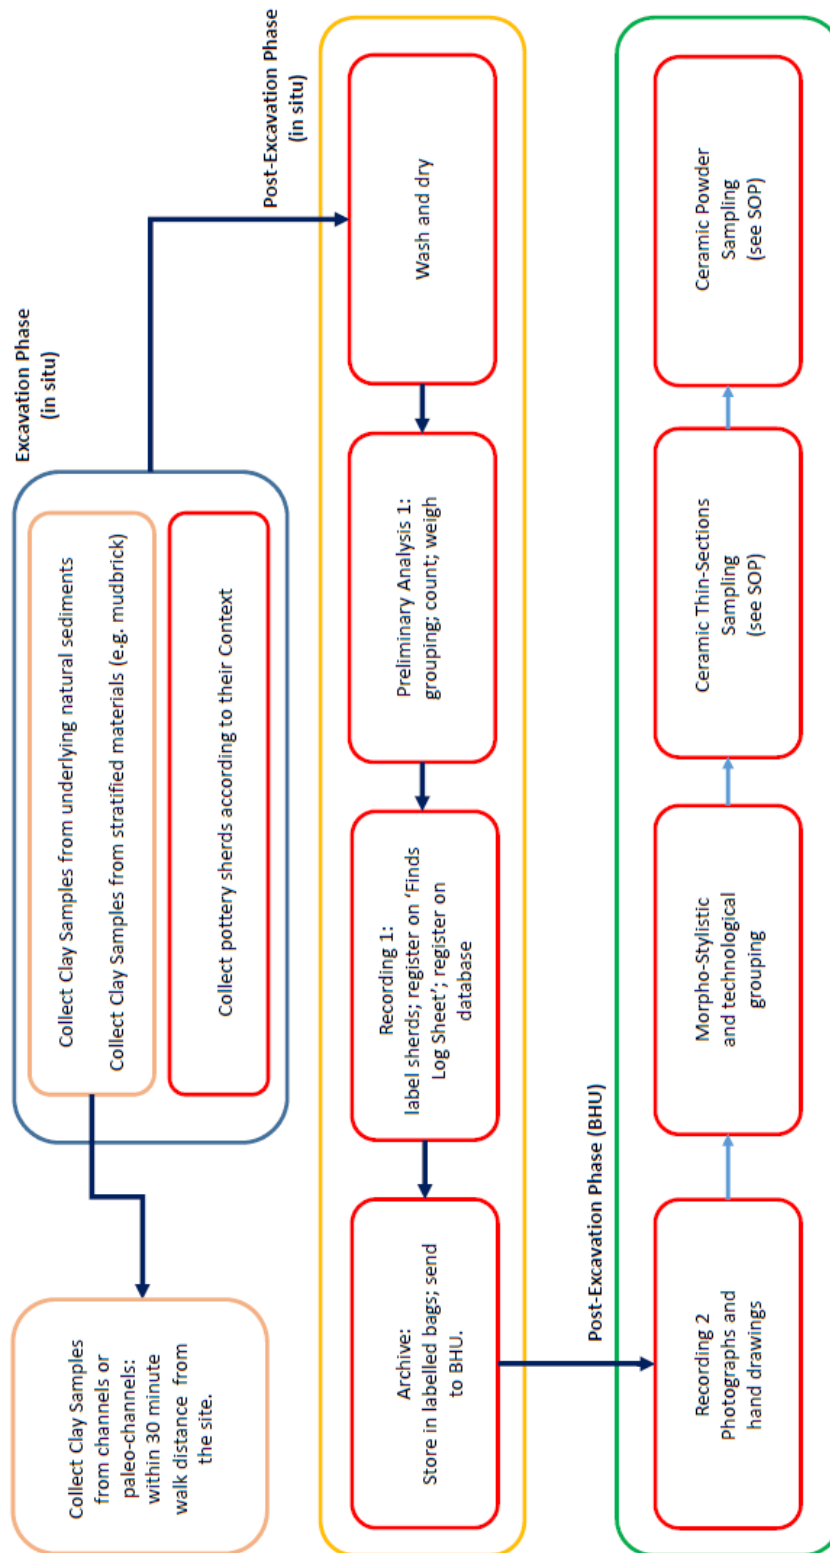 Excavation Phase
(in situ)
Collect Clay Samples from underlying natural sediments
Collect Clay Samples from stratified materials (e.g. mudbrick)
Collect pottery sherds according to their Context
Collect Clay Samples
from channels or
paleo-channels:
within 30 minute
walk distance from
the site.
Post-Excavation Phase
(in situ)
Wash and dry
Preliminary Analysis 1:
grouping; count; weigh
Recording 1:
label sherds; register on ‘Finds
Log Sheet’; register on
database
Archive:
Store in labelled bags; send
to BHU.
Post-Excavation Phase (BHU)
Recording 2
Photographs and
hand drawings
Morpho-Stylistic
and technological
grouping
Ceramic Thin-Sections
Sampling
(see SOP)
Ceramic Powder
Sampling
(see SOP)